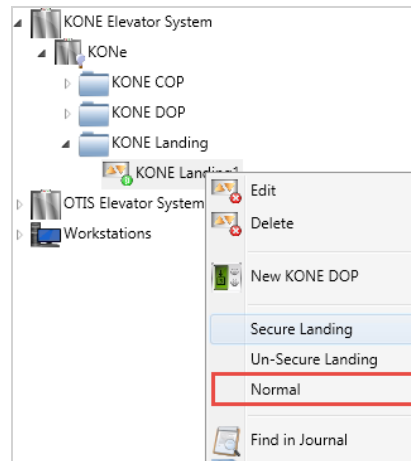 KONE Elevator System
KONe
KONE COP
KONE DOP
KONE Landing
KONE Landing1
OTIS Elevator System
Workstations
Edit
Delete
New KONE DOP
Secure Landing
Un-Secure Landing
Normal
Find in Journal